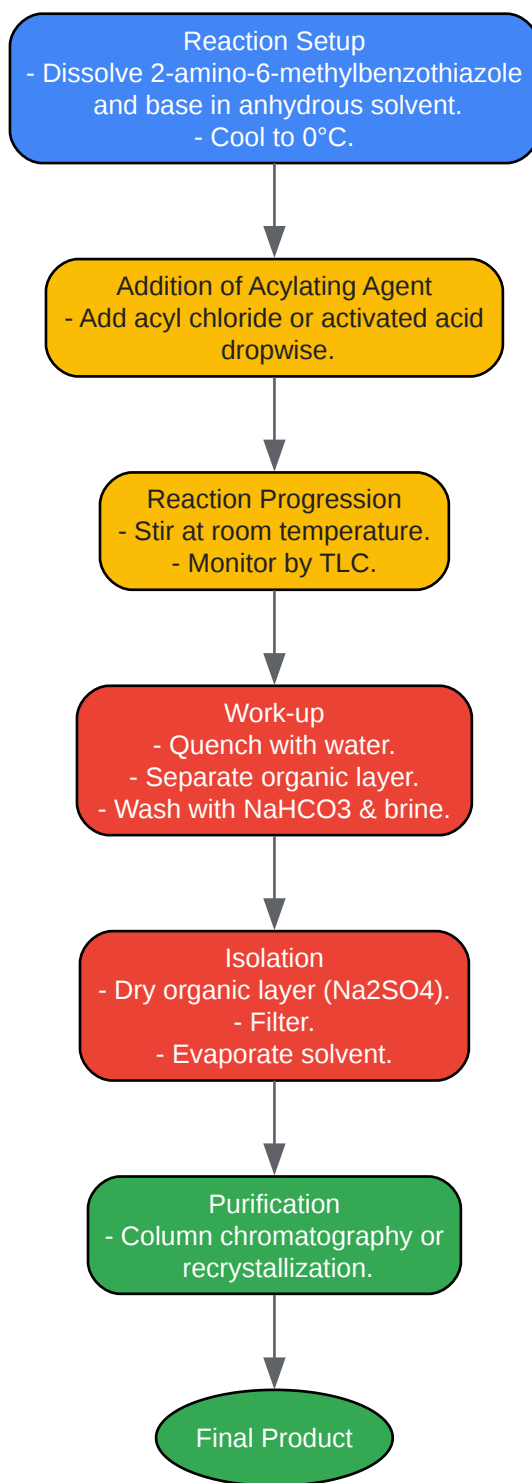 Reaction Setup
- Dissolve 2-amino-6-methylbenzothiazole
and base in anhydrous solvent.
- Cool to 0°C.
Addition of Acylating Agent
- Add acyl chloride or activated acid
dropwise.
Reaction Progression
- Stir at room temperature.
- Monitor by TLC.
Work-up
- Quench with water.
- Separate organic layer.
- Wash with NaHCO3 & brine.
Isolation
- Dry organic layer (Na2SO4).
- Filter.
- Evaporate solvent.
Purification
- Column chromatography or
recrystallization.
Final Product